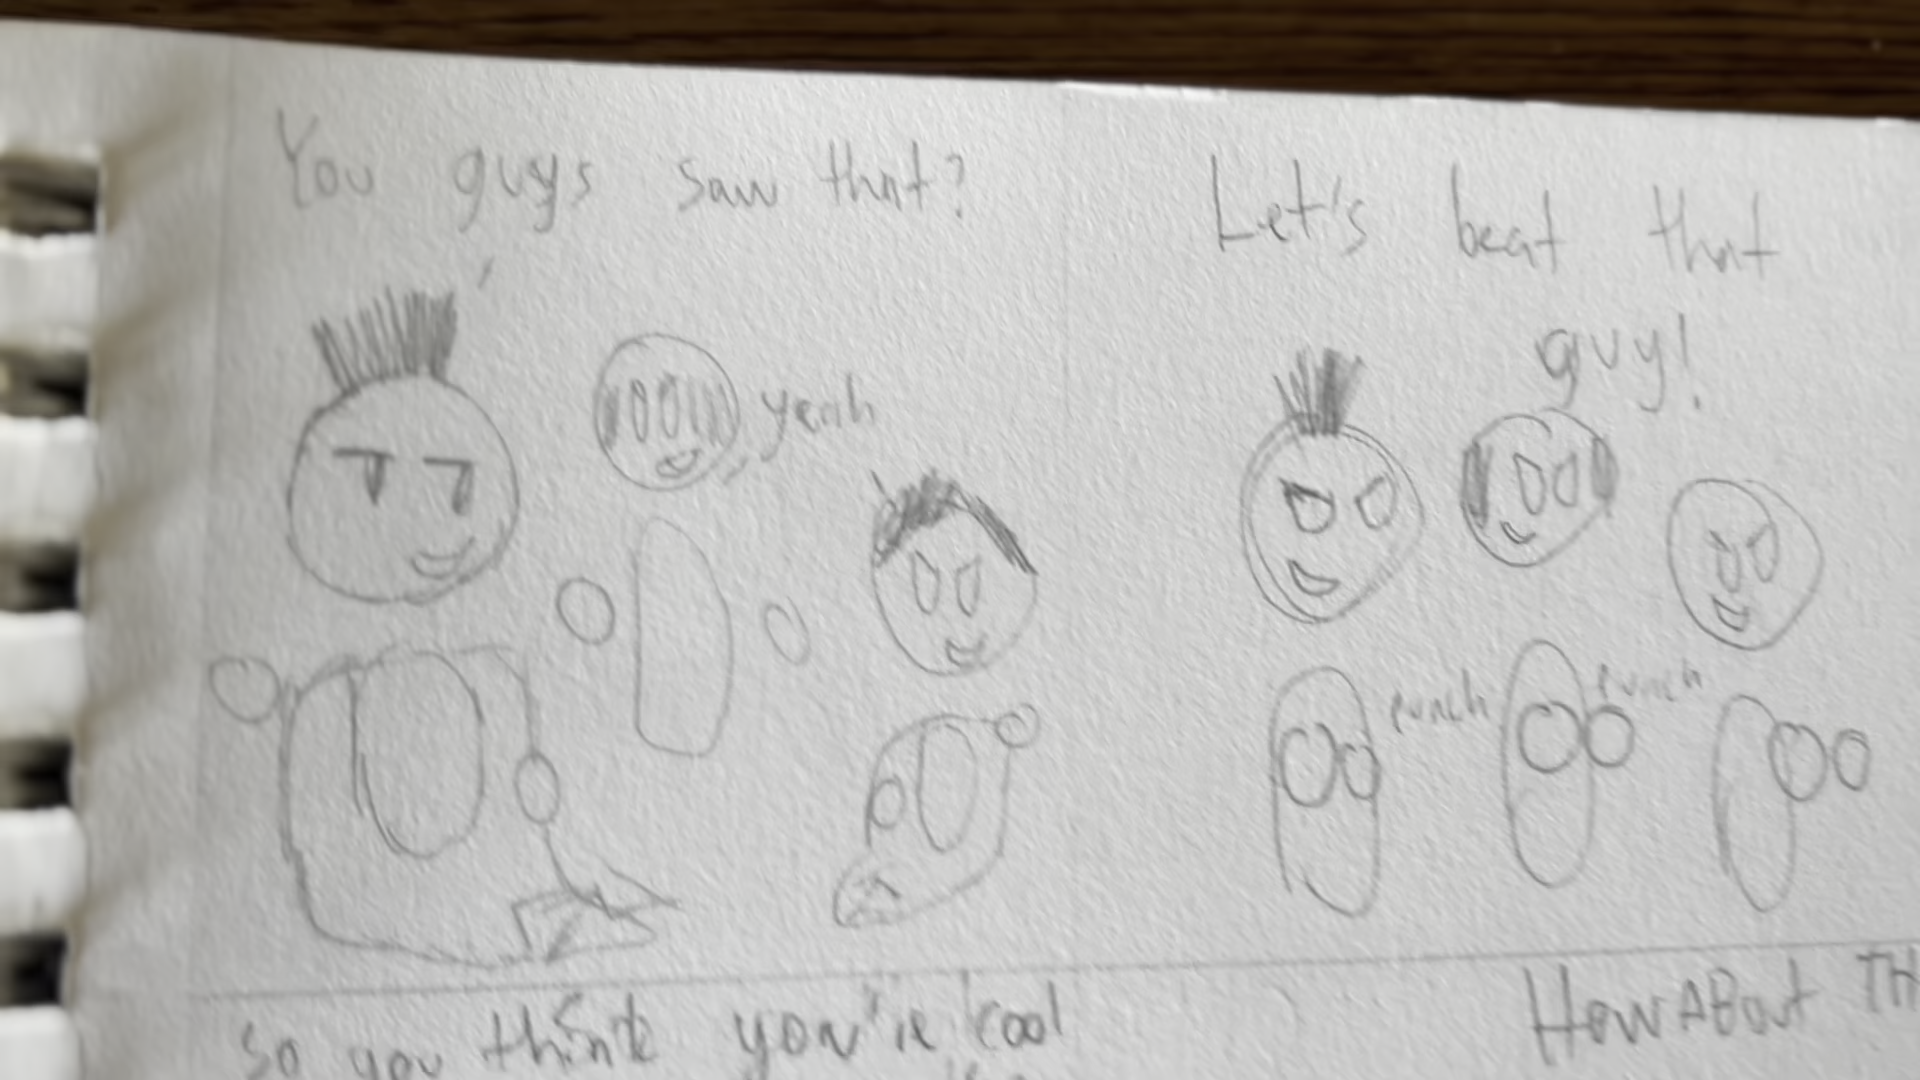 You guys saw that?
yeah
Let's beat that
guy!
punch
punch
So you think you're cool
How ABout TH